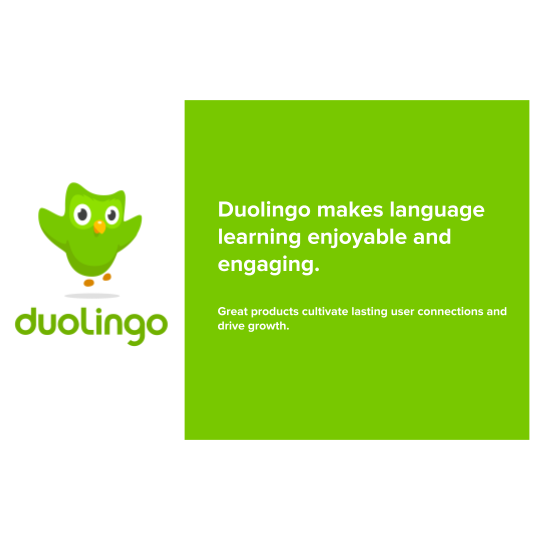 duolingo
Duolingo makes language
learning enjoyable and
engaging.
Great products cultivate lasting user connections and
drive growth.